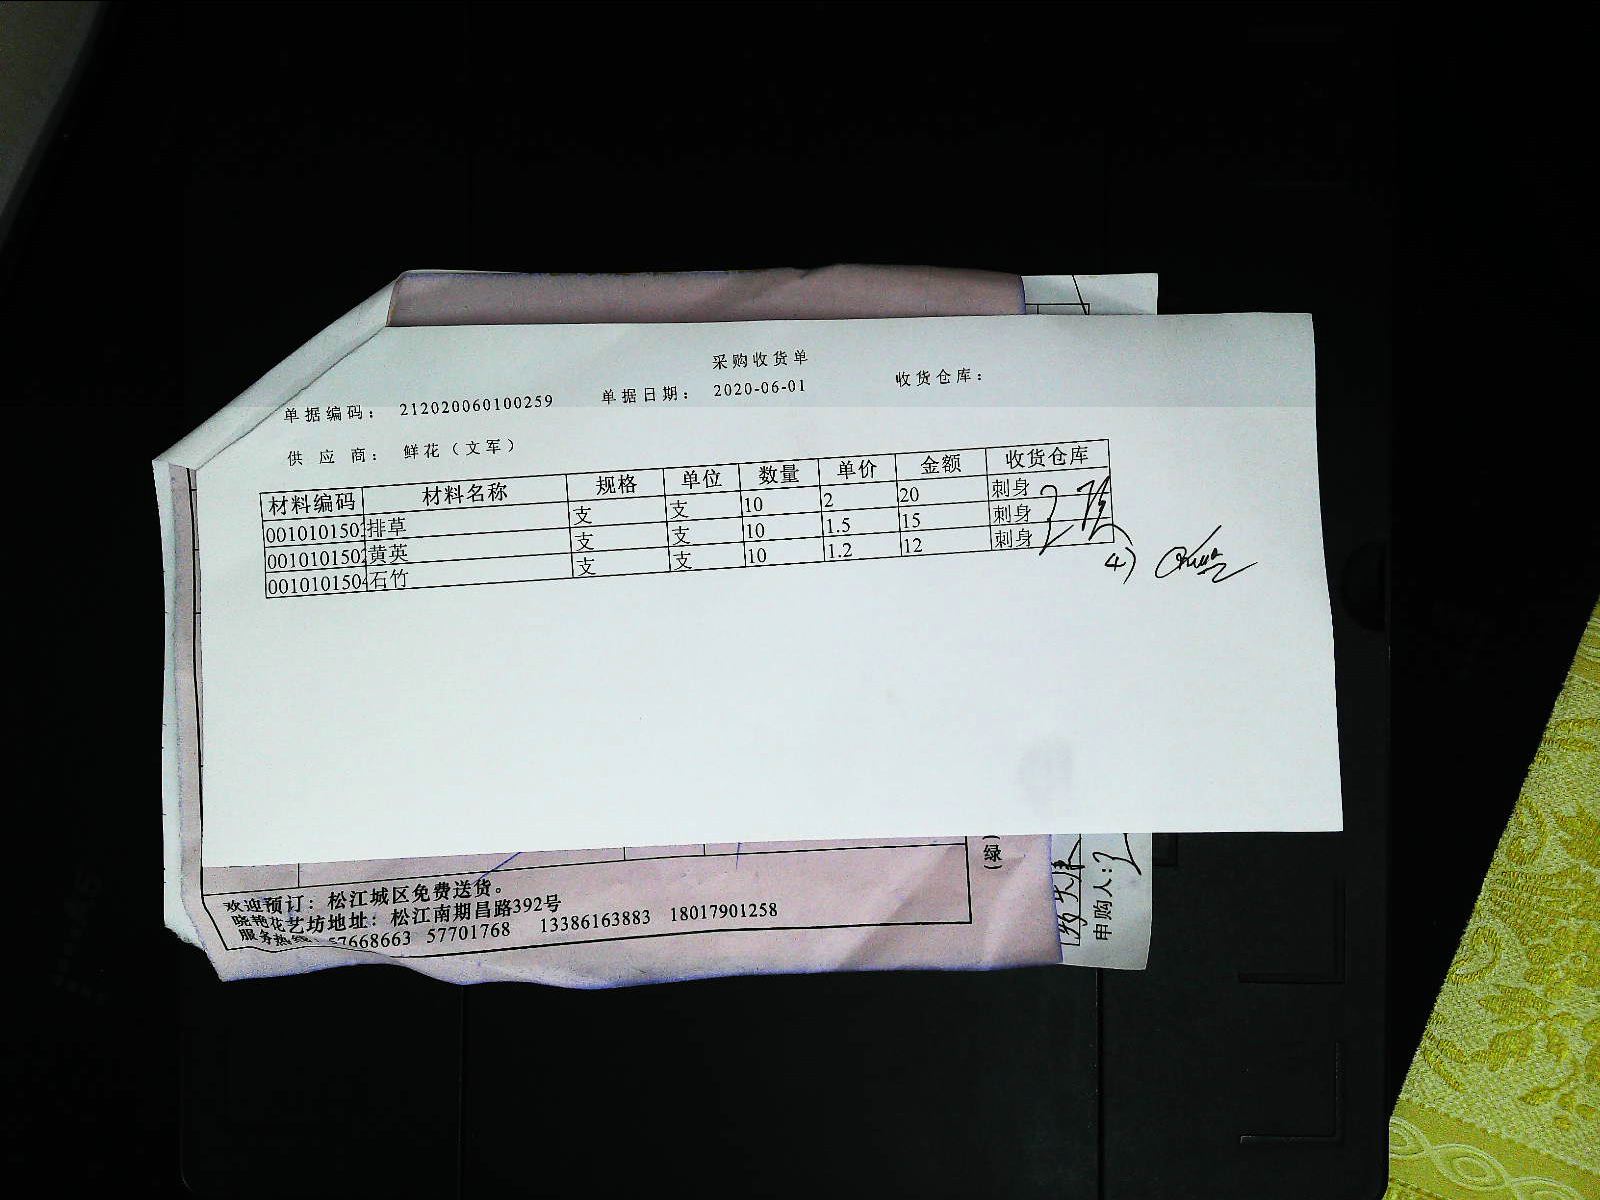 采购收货单
单据编码： 212020060100259 单据日期： 2020-06-01 收货仓库：
供应商： 鲜花（文军）
材料编码 材料名称 规格 单位 数量 单价 金额 收货仓库
001010150 排草 支 支 10 2 20 刺身
001010150 黄英 支 支 10 1.5 15 刺身
001010150 石竹 支 支 10 1.2 12 刺身
（绿
欢迎预订：松江城区免费送货。
晓艳花艺坊地址：松江南期昌路392号
服务热线：57668663 57701768 13386163883 18017901258
申购人：